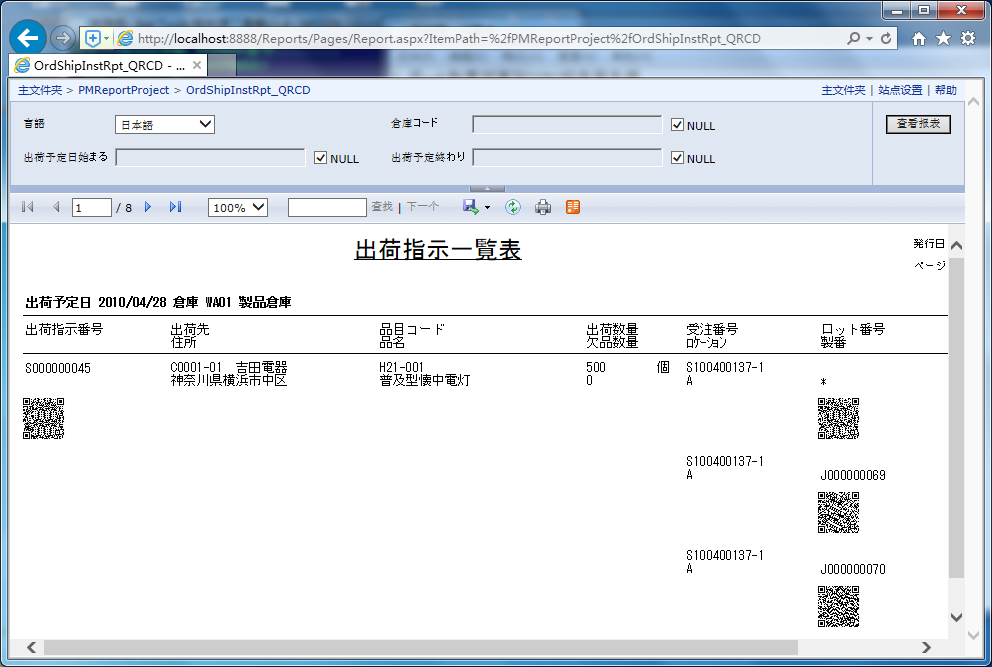 http://localhost:8888/Reports/Pages/Report.aspx?ItemPath=%2fPMReportProject%2fOrdShipInstRpt_QRCD
OrdShipInstRpt_QRCD - ...
主文件夹 > PMReportProject > OrdShipInstRpt_QRCD 主文件夹 | 站点设置 | 帮助
言語 日本語 倉庫コード NULL 查看报表
出荷予定日始まる NULL 出荷予定終わり NULL
1 / 8 100% 查找 | 下一个
出荷指示一覧表 発行日
ページ
出荷予定日 2010/04/28 倉庫 WA01 製品倉庫
出荷指示番号 出荷先 品目コード 出荷数量 受注番号 ロット番号
住所 品名 欠品数量 ﾛｹｰｼｮﾝ 製番
S000000045 C0001-01 吉田電器 H21-001 500 個 S100400137-1
神奈川県横浜市中区 普及型懐中電灯 0 A *
S100400137-1
A J000000069
S100400137-1
A J000000070